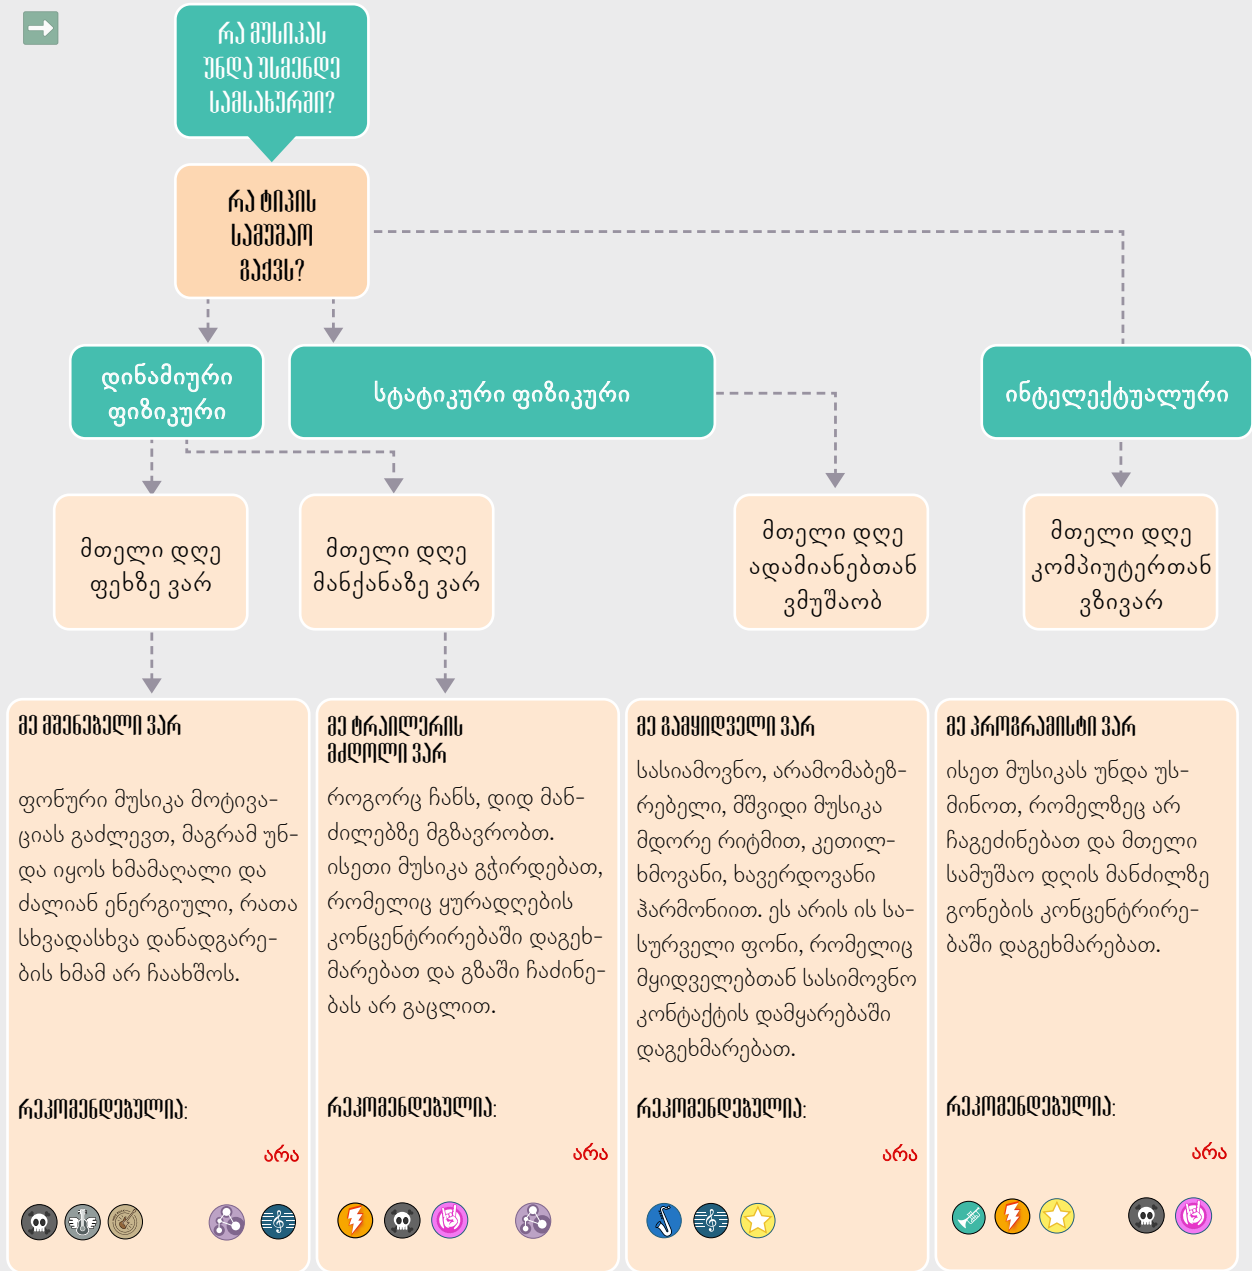 რა მუსიკას
უნდა უსმენდე
სამსახურში?
რა ტიპის
სამუშაო
გაქვს?
დინამიური
ფიზიკური
სტატიკური ფიზიკური
ინტელექტუალური
მთელი დღე
ფეხზე ვარ
მთელი დღე
მანქანაზე ვარ
მთელი დღე
ადამიანებთან
ვმუშაობ
მთელი დღე
კომპიუტერთან
ვზივარ
მე მშენებელი ვარ
ფონური მუსიკა მოტივა-
ციას გაძლევთ, მაგრამ უნ-
და იყოს ხმამაღალი და
ძალიან ენერგიული, რათა
სხვადასხვა დანადგარე-
ბის ხმამ არ ჩაახშოს.
რეკომენდებულია:
არა
მე ტრაილერის
მძღოლი ვარ
როგორც ჩანს, დიდ მან-
ძილებზე მგზავრობთ.
ისეთი მუსიკა გჭირდებათ,
რომელიც ყურადღების
კონცენტრირებაში დაგეხ-
მარებათ და გზაში ჩაძინე-
ბას არ გაცლით.
რეკომენდებულია:
არა
მე გამყიდველი ვარ
სასიამოვნო, არამომაბეზ-
რებელი, მშვიდი მუსიკა
მდორე რიტმით, კეთილ-
ხმოვანი, ხავერდოვანი
ჰარმონიით. ეს არის ის სა-
სურველი ფონი, რომელიც
მყიდველებთან სასიმოვნო
კონტაქტის დამყარებაში
დაგეხმარებათ.
რეკომენდებულია:
არა
მე პროგრამისტი ვარ
ისეთ მუსიკას უნდა უს-
მინოთ, რომელზეც არ
ჩაგეძინებათ და მთელი
სამუშაო დღის მანძილზე
გონების კონცენტრირე-
ბაში დაგეხმარებათ.
რეკომენდებულია:
არა